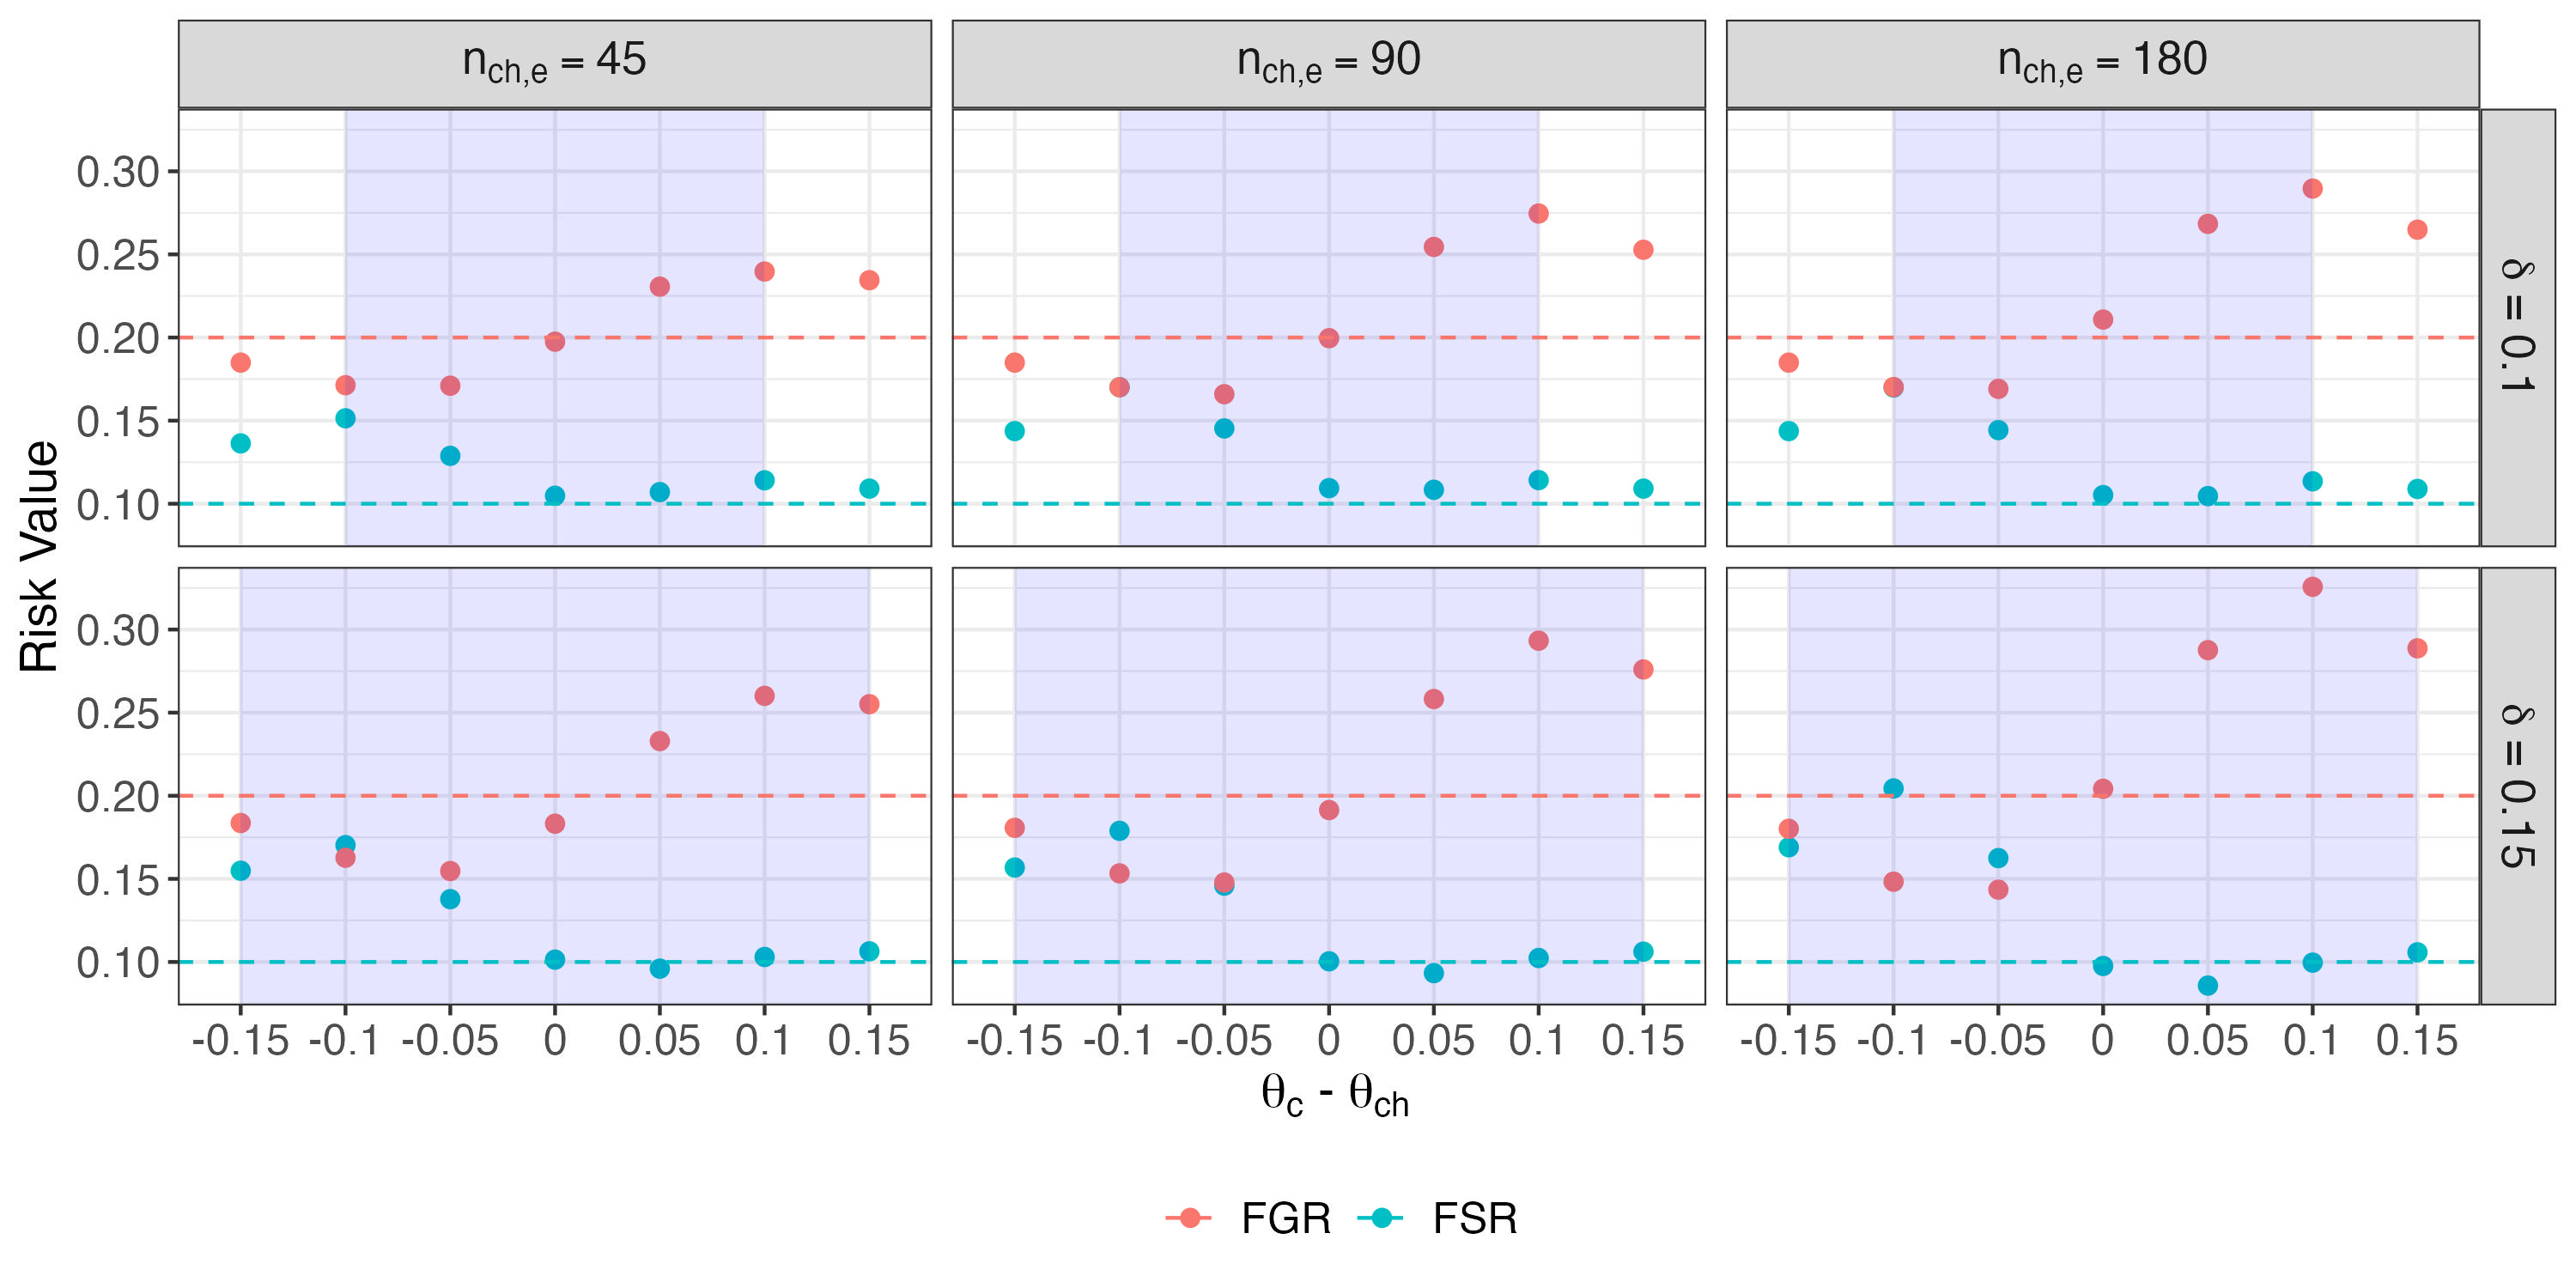 n_ch,e = 45
n_ch,e = 90
n_ch,e = 180
Risk Value
0.30
0.25
0.20
0.15
0.10
δ = 0.1
0.30
0.25
0.20
0.15
0.10
δ = 0.15
-0.15 -0.1 -0.05 0 0.05 0.1 0.15
-0.15 -0.1 -0.05 0 0.05 0.1 0.15
-0.15 -0.1 -0.05 0 0.05 0.1 0.15
θ_c - θ_ch
FGR FSR